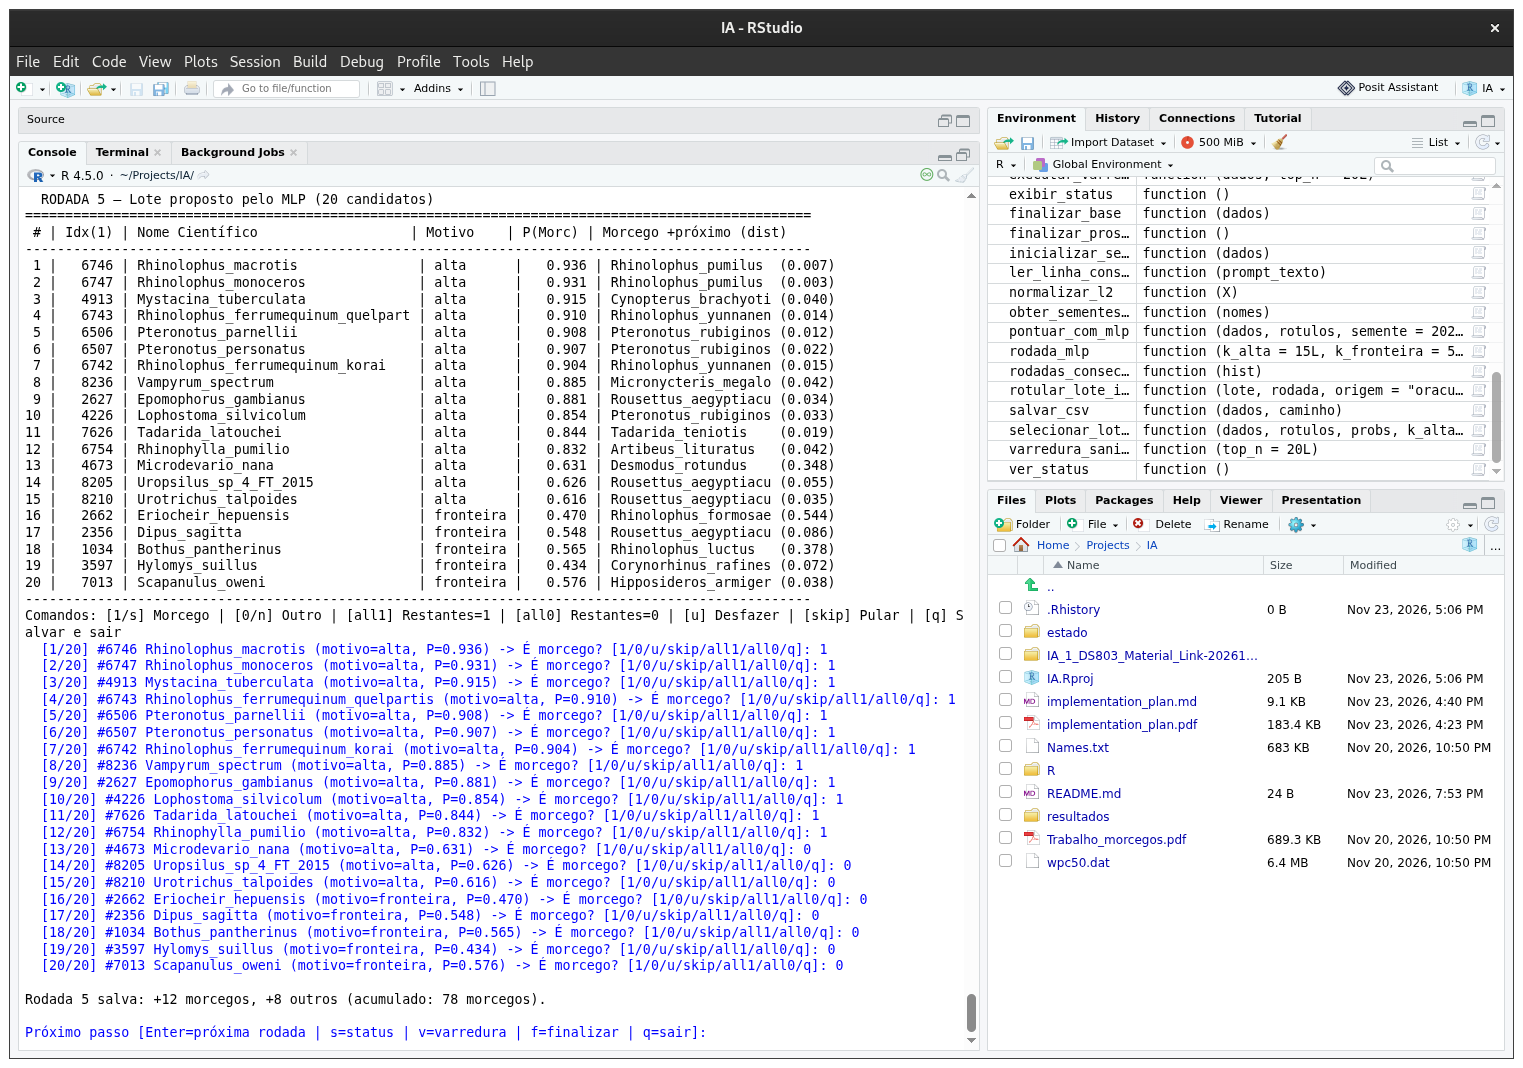 IA - RStudio
File Edit Code View Plots Session Build Debug Profile Tools Help
Go to file/function
Addins
Posit Assistant
IA
Source
Console Terminal Background Jobs
R 4.5.0 · ~/Projects/IA/
RODADA 5 — Lote proposto pelo MLP (20 candidatos)
==================================================================================================
# | Idx(1) | Nome Científico | Motivo | P(Morc) | Morcego +próximo (dist)
--------------------------------------------------------------------------------------------------
1 | 6746 | Rhinolophus_macrotis | alta | 0.936 | Rhinolophus_pumilus (0.007)
2 | 6747 | Rhinolophus_monoceros | alta | 0.931 | Rhinolophus_pumilus (0.003)
3 | 4913 | Mystacina_tuberculata | alta | 0.915 | Cynopterus_brachyoti (0.040)
4 | 6743 | Rhinolophus_ferrumequinum_quelpart | alta | 0.910 | Rhinolophus_yunnanen (0.014)
5 | 6506 | Pteronotus_parnellii | alta | 0.908 | Pteronotus_rubiginos (0.012)
6 | 6507 | Pteronotus_personatus | alta | 0.907 | Pteronotus_rubiginos (0.022)
7 | 6742 | Rhinolophus_ferrumequinum_korai | alta | 0.904 | Rhinolophus_yunnanen (0.015)
8 | 8236 | Vampyrum_spectrum | alta | 0.885 | Micronycteris_megalo (0.042)
9 | 2627 | Epomophorus_gambianus | alta | 0.881 | Rousettus_aegyptiacu (0.034)
10 | 4226 | Lophostoma_silvicolum | alta | 0.854 | Pteronotus_rubiginos (0.033)
11 | 7626 | Tadarida_latouchei | alta | 0.844 | Tadarida_teniotis (0.019)
12 | 6754 | Rhinophylla_pumilio | alta | 0.832 | Artibeus_lituratus (0.042)
13 | 4673 | Microdevario_nana | alta | 0.631 | Desmodus_rotundus (0.348)
14 | 8205 | Uropsilus_sp_4_FT_2015 | alta | 0.626 | Rousettus_aegyptiacu (0.055)
15 | 8210 | Urotrichus_talpoides | alta | 0.616 | Rousettus_aegyptiacu (0.035)
16 | 2662 | Eriocheir_hepuensis | fronteira | 0.470 | Rhinolophus_formosae (0.544)
17 | 2356 | Dipus_sagitta | fronteira | 0.548 | Rousettus_aegyptiacu (0.086)
18 | 1034 | Bothus_pantherinus | fronteira | 0.565 | Rhinolophus_luctus (0.378)
19 | 3597 | Hylomys_suillus | fronteira | 0.434 | Corynorhinus_rafines (0.072)
20 | 7013 | Scapanulus_oweni | fronteira | 0.576 | Hipposideros_armiger (0.038)
--------------------------------------------------------------------------------------------------
Comandos: [1/s] Morcego | [0/n] Outro | [all1] Restantes=1 | [all0] Restantes=0 | [u] Desfazer | [skip] Pular | [q] S
alvar e sair
[1/20] #6746 Rhinolophus_macrotis (motivo=alta, P=0.936) -> É morcego? [1/0/u/skip/all1/all0/q]: 1
[2/20] #6747 Rhinolophus_monoceros (motivo=alta, P=0.931) -> É morcego? [1/0/u/skip/all1/all0/q]: 1
[3/20] #4913 Mystacina_tuberculata (motivo=alta, P=0.915) -> É morcego? [1/0/u/skip/all1/all0/q]: 1
[4/20] #6743 Rhinolophus_ferrumequinum_quelpartis (motivo=alta, P=0.910) -> É morcego? [1/0/u/skip/all1/all0/q]: 1
[5/20] #6506 Pteronotus_parnellii (motivo=alta, P=0.908) -> É morcego? [1/0/u/skip/all1/all0/q]: 1
[6/20] #6507 Pteronotus_personatus (motivo=alta, P=0.907) -> É morcego? [1/0/u/skip/all1/all0/q]: 1
[7/20] #6742 Rhinolophus_ferrumequinum_korai (motivo=alta, P=0.904) -> É morcego? [1/0/u/skip/all1/all0/q]: 1
[8/20] #8236 Vampyrum_spectrum (motivo=alta, P=0.885) -> É morcego? [1/0/u/skip/all1/all0/q]: 1
[9/20] #2627 Epomophorus_gambianus (motivo=alta, P=0.881) -> É morcego? [1/0/u/skip/all1/all0/q]: 1
[10/20] #4226 Lophostoma_silvicolum (motivo=alta, P=0.854) -> É morcego? [1/0/u/skip/all1/all0/q]: 1
[11/20] #7626 Tadarida_latouchei (motivo=alta, P=0.844) -> É morcego? [1/0/u/skip/all1/all0/q]: 1
[12/20] #6754 Rhinophylla_pumilio (motivo=alta, P=0.832) -> É morcego? [1/0/u/skip/all1/all0/q]: 1
[13/20] #4673 Microdevario_nana (motivo=alta, P=0.631) -> É morcego? [1/0/u/skip/all1/all0/q]: 0
[14/20] #8205 Uropsilus_sp_4_FT_2015 (motivo=alta, P=0.626) -> É morcego? [1/0/u/skip/all1/all0/q]: 0
[15/20] #8210 Urotrichus_talpoides (motivo=alta, P=0.616) -> É morcego? [1/0/u/skip/all1/all0/q]: 0
[16/20] #2662 Eriocheir_hepuensis (motivo=fronteira, P=0.470) -> É morcego? [1/0/u/skip/all1/all0/q]: 0
[17/20] #2356 Dipus_sagitta (motivo=fronteira, P=0.548) -> É morcego? [1/0/u/skip/all1/all0/q]: 0
[18/20] #1034 Bothus_pantherinus (motivo=fronteira, P=0.565) -> É morcego? [1/0/u/skip/all1/all0/q]: 0
[19/20] #3597 Hylomys_suillus (motivo=fronteira, P=0.434) -> É morcego? [1/0/u/skip/all1/all0/q]: 0
[20/20] #7013 Scapanulus_oweni (motivo=fronteira, P=0.576) -> É morcego? [1/0/u/skip/all1/all0/q]: 0
Rodada 5 salva: +12 morcegos, +8 outros (acumulado: 78 morcegos).
Próximo passo [Enter=próxima rodada | s=status | v=varredura | f=finalizar | q=sair]:
Environment History Connections Tutorial
Import Dataset 500 MiB List
R Global Environment
exibir_status function ()
finalizar_base function (dados)
finalizar_pros… function ()
inicializar_se… function (dados)
ler_linha_cons… function (prompt_texto)
normalizar_l2 function (X)
obter_sementes… function (nomes)
pontuar_com_mlp function (dados, rotulos, semente = 202…
rodada_mlp function (k_alta = 15L, k_fronteira = 5…
rodadas_consec… function (hist)
rotular_lote_i… function (lote, rodada, origem = "oracu…
salvar_csv function (dados, caminho)
selecionar_lot… function (dados, rotulos, probs, k_alta…
varredura_sani… function (top_n = 20L)
ver_status function ()
Files Plots Packages Help Viewer Presentation
Folder File Delete Rename
Home Projects IA ...
Name Size Modified
..
.Rhistory 0 B Nov 23, 2026, 5:06 PM
estado
IA_1_DS803_Material_Link-20261…
IA.Rproj 205 B Nov 23, 2026, 5:06 PM
implementation_plan.md 9.1 KB Nov 23, 2026, 4:40 PM
implementation_plan.pdf 183.4 KB Nov 23, 2026, 4:23 PM
Names.txt 683 KB Nov 20, 2026, 10:50 PM
R
README.md 24 B Nov 23, 2026, 7:53 PM
resultados
Trabalho_morcegos.pdf 689.3 KB Nov 20, 2026, 10:50 PM
wpc50.dat 6.4 MB Nov 20, 2026, 10:50 PM